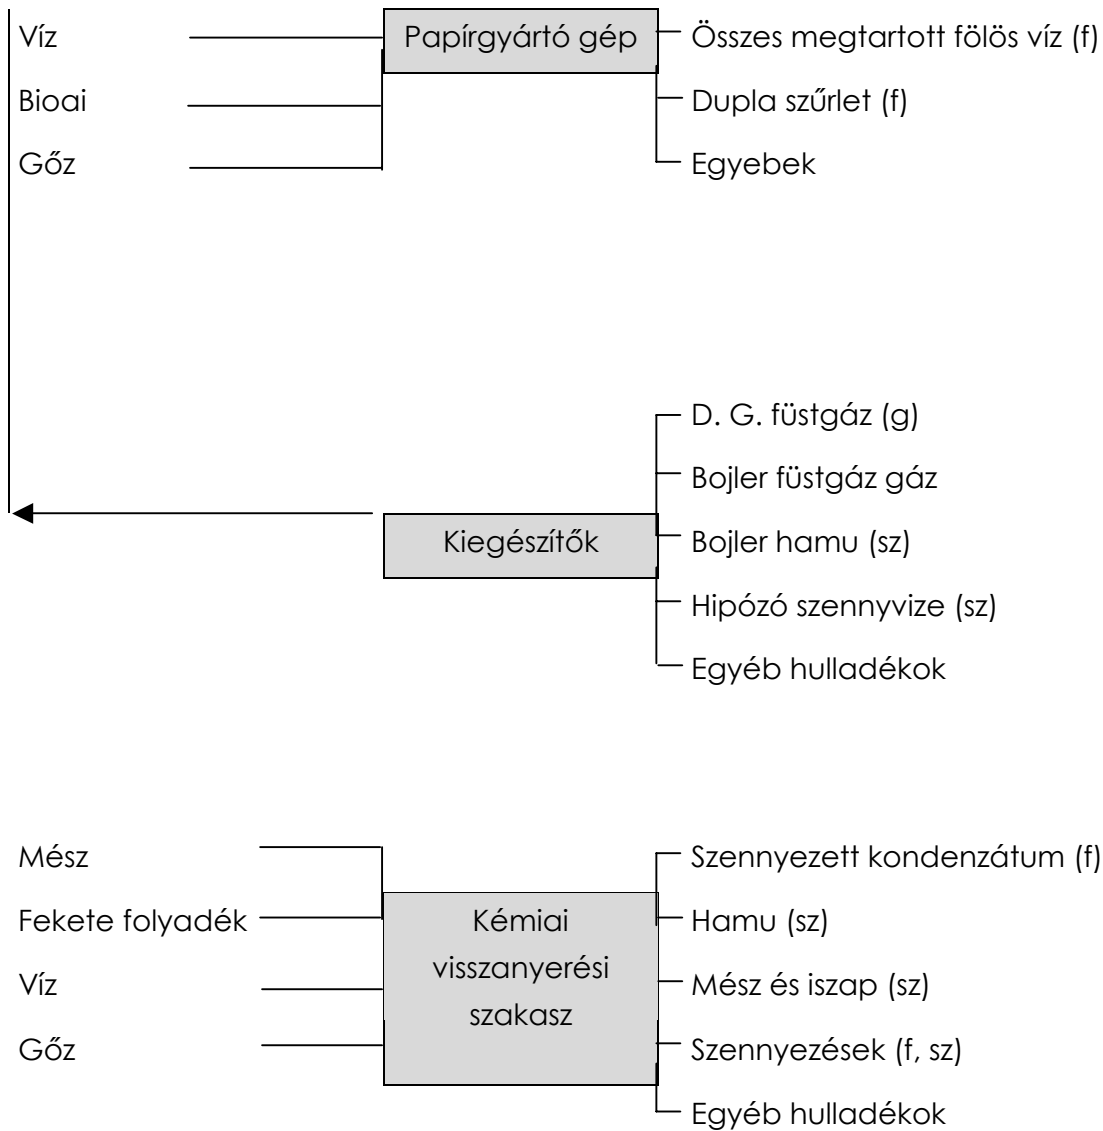 Víz
Papírgyártó gép
Összes megtartott fölös víz (f)
Bioai
Dupla szűrlet (f)
Gőz
Egyebek
D. G. füstgáz (g)
Bojler füstgáz gáz
Kiegészítők
Bojler hamu (sz)
Hipózó szennyvize (sz)
Egyéb hulladékok
Mész
Szennyezett kondenzátum (f)
Fekete folyadék
Kémiai
visszanyerési
szakasz
Hamu (sz)
Víz
Mész és iszap (sz)
Gőz
Szennyezések (f, sz)
Egyéb hulladékok